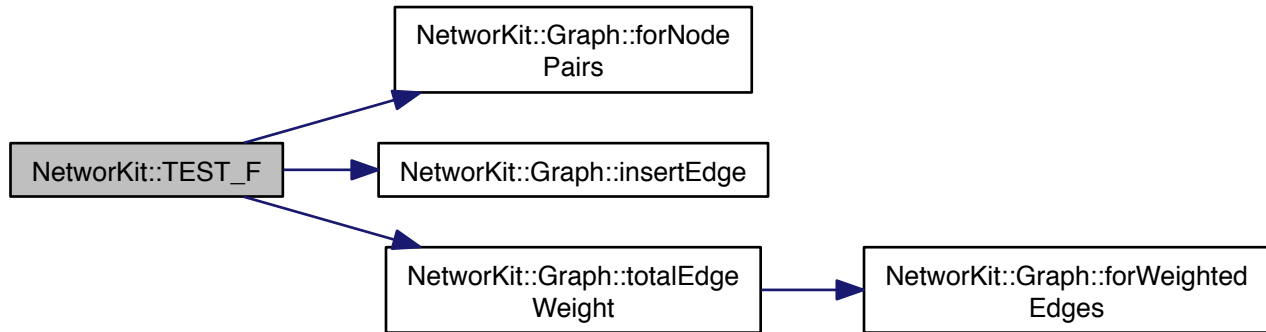 NetworKit::Graph::forNode
Pairs
NetworKit::TEST_F
NetworKit::Graph::insertEdge
NetworKit::Graph::totalEdge
Weight
NetworKit::Graph::forWeighted
Edges